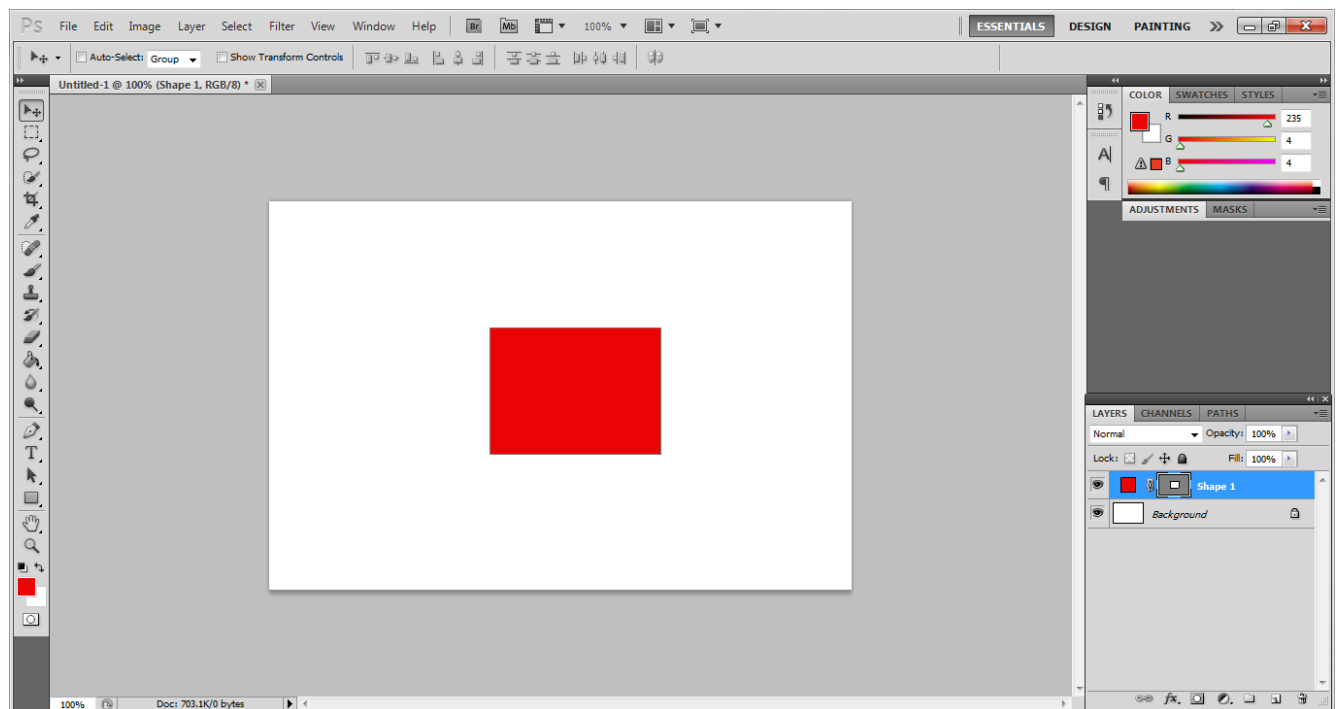 Ps File Edit Image Layer Select Filter View Window Help Br Mb 100% ESSENTIALS DESIGN PAINTING
Auto-Select: Group Show Transform Controls
Untitled-1 @ 100% (Shape 1, RGB/8) *
COLOR SWATCHES STYLES
R 235
G 4
B 4
ADJUSTMENTS MASKS
LAYERS CHANNELS PATHS
Normal Opacity: 100%
Lock: Fill: 100%
Shape 1
Background
100% Doc: 703.1K/0 bytes
fx.